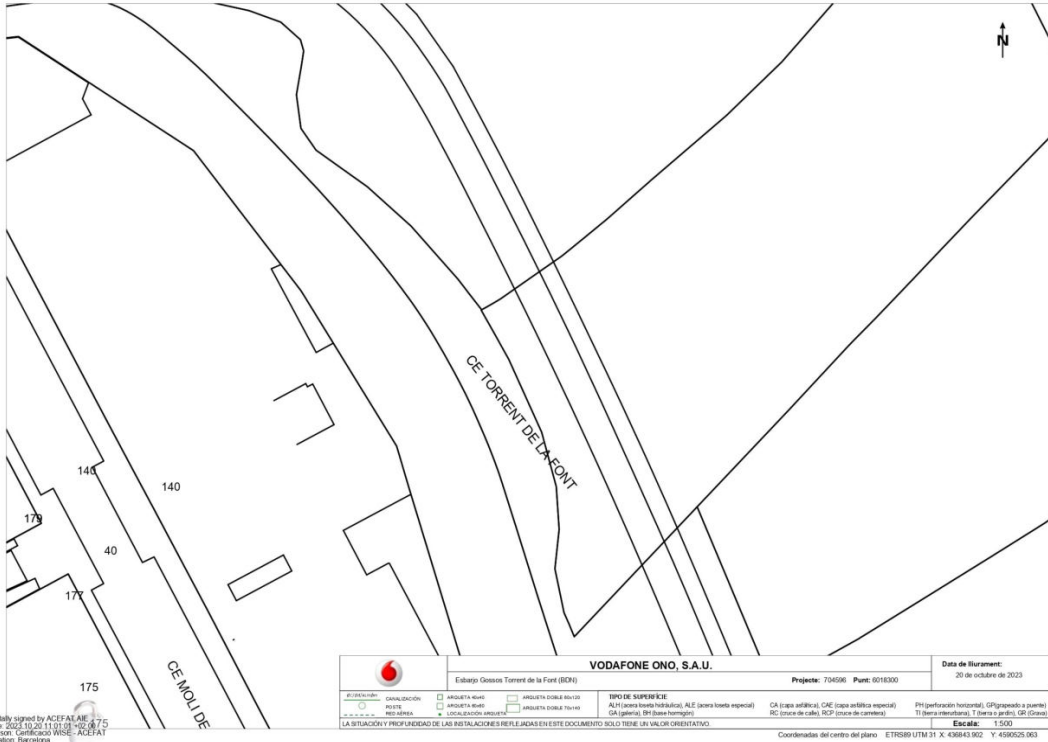 N
CE TORRENT DE LA FONT
140
140
179
40
177
175
CE MOLI DE
175
VODAFONE ONO, S.A.U.
Esbarjo Gossos Torrent de la Font (BDN)
Projecte: 704596 Punt: 6018300
Data de lliurament:
20 de octubre de 2023
CANALIZACIÓN
POSTE
RED AÉREA
ARQUETA 40x40
ARQUETA 60x60
LOCALIZACIÓN ARQUETA
ARQUETA DOBLE 80x120
ARQUETA DOBLE 70x140
TIPO DE SUPERFÍCIE
ALH (acera loseta hidráulica), ALE (acera loseta especial)
GA (galería), BH (base hormigón)
CA (capa asfáltica), CAE (capa asfáltica especial)
RC (cruce de calle), RCP (cruce de carretera)
PH (perforación horizontal), GP (grapeado a puente)
TI (tierra interurbana), T (tierra o jardín), GR (Grava)
LA SITUACIÓN Y PROFUNDIDAD DE LAS INSTALACIONES REFLEJADAS EN ESTE DOCUMENTO SOLO TIENE UN VALOR ORIENTATIVO.
Escala: 1:500
Coordenadas del centro del plano ETRS89 UTM 31 X: 436843.902 Y: 4590525.063
signed by ACEFAT AIE
2023.10.20 11:01:01 +02:00
Certificació WISE - ACEFAT
Barcelona